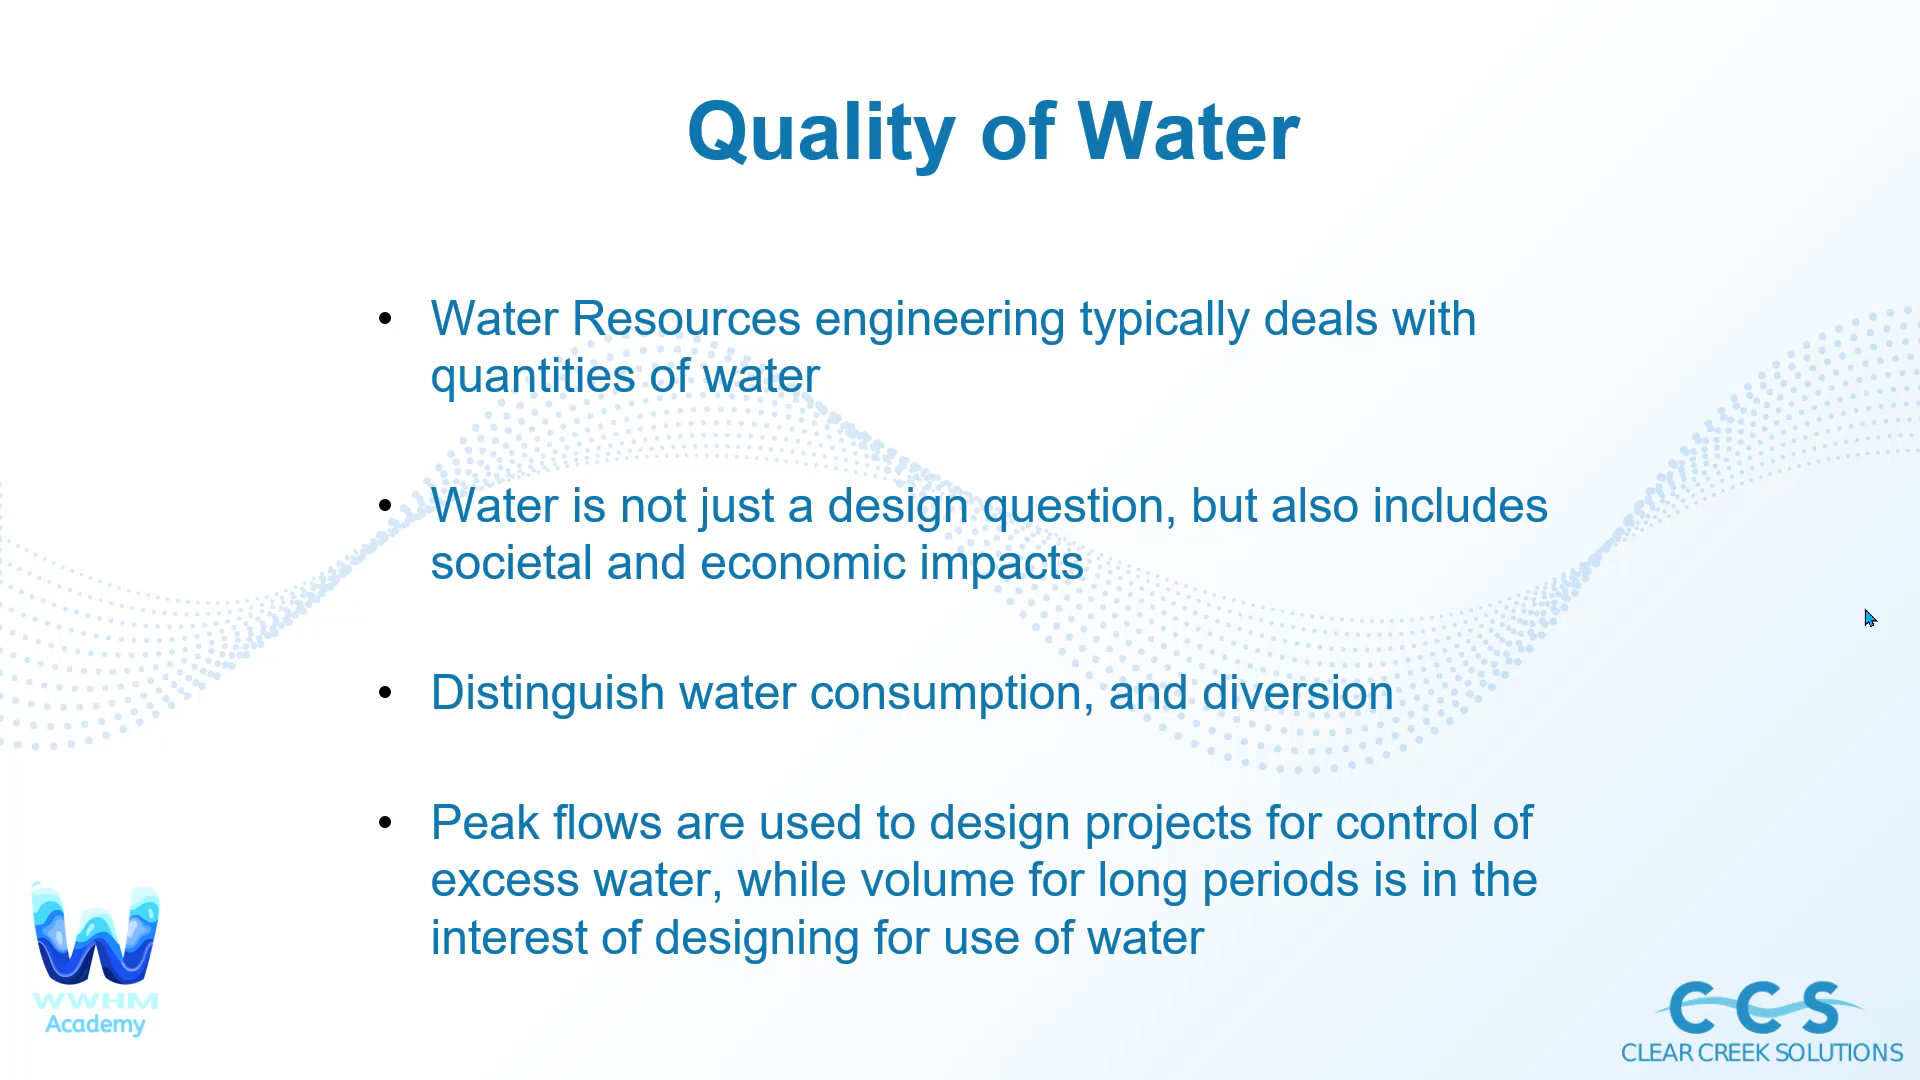 Quality of Water
• Water Resources engineering typically deals with
quantities of water
• Water is not just a design question, but also includes
societal and economic impacts
• Distinguish water consumption, and diversion
• Peak flows are used to design projects for control of
excess water, while volume for long periods is in the
interest of designing for use of water
W
WWHM
Academy
CCS
CLEAR CREEK SOLUTIONS